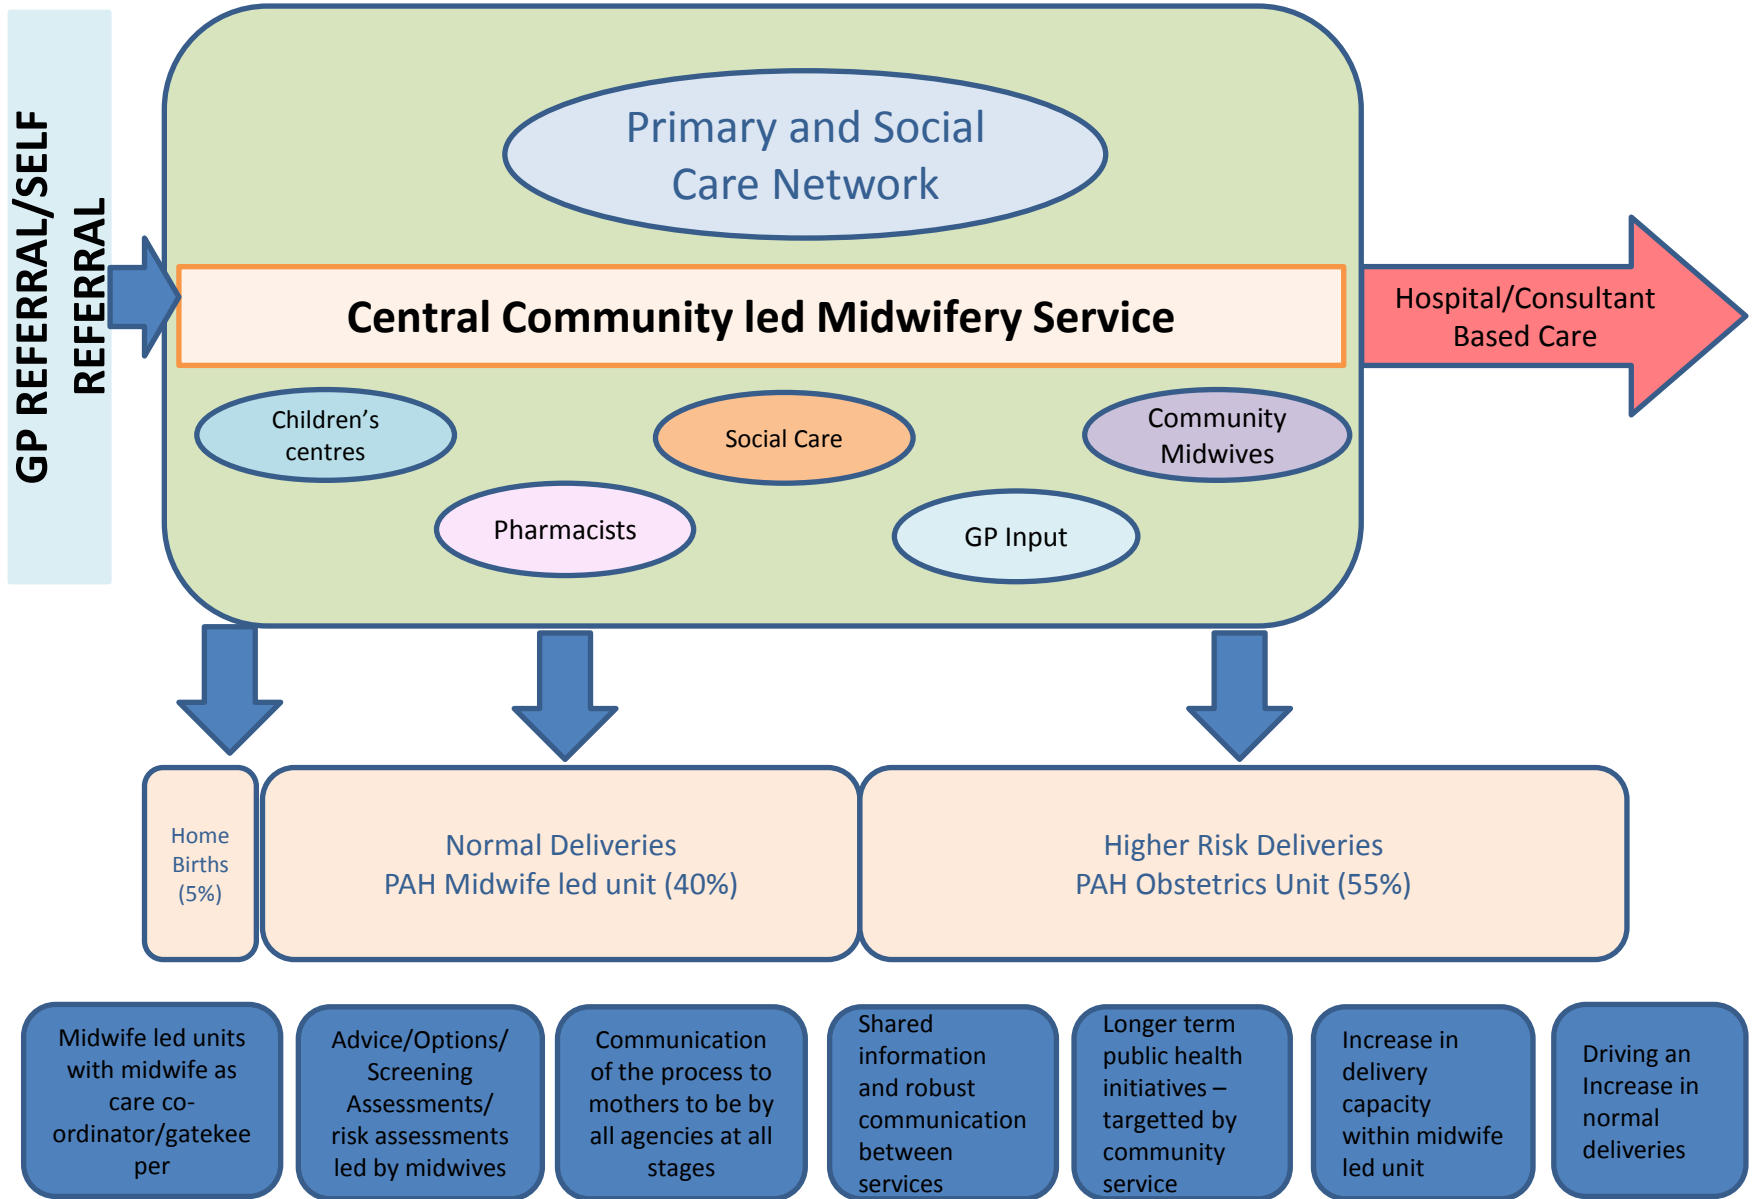 GP REFERRAL/SELF
REFERRAL
Primary and Social
Care Network
Central Community led Midwifery Service
Hospital/Consultant
Based Care
Children's
centres
Social Care
Community
Midwives
Pharmacists
GP Input
Home
Births
(5%)
Normal Deliveries
PAH Midwife led unit (40%)
Higher Risk Deliveries
PAH Obstetrics Unit (55%)
Midwife led units
with midwife as
care co-
ordinator/gatekee
per
Advice/Options/
Screening
Assessments/
risk assessments
led by midwives
Communication
of the process to
mothers to be by
all agencies at all
stages
Shared
information
and robust
communication
between
services
Longer term
public health
initiatives –
targetted by
community
service
Increase in
delivery
capacity
within midwife
led unit
Driving an
Increase in
normal
deliveries